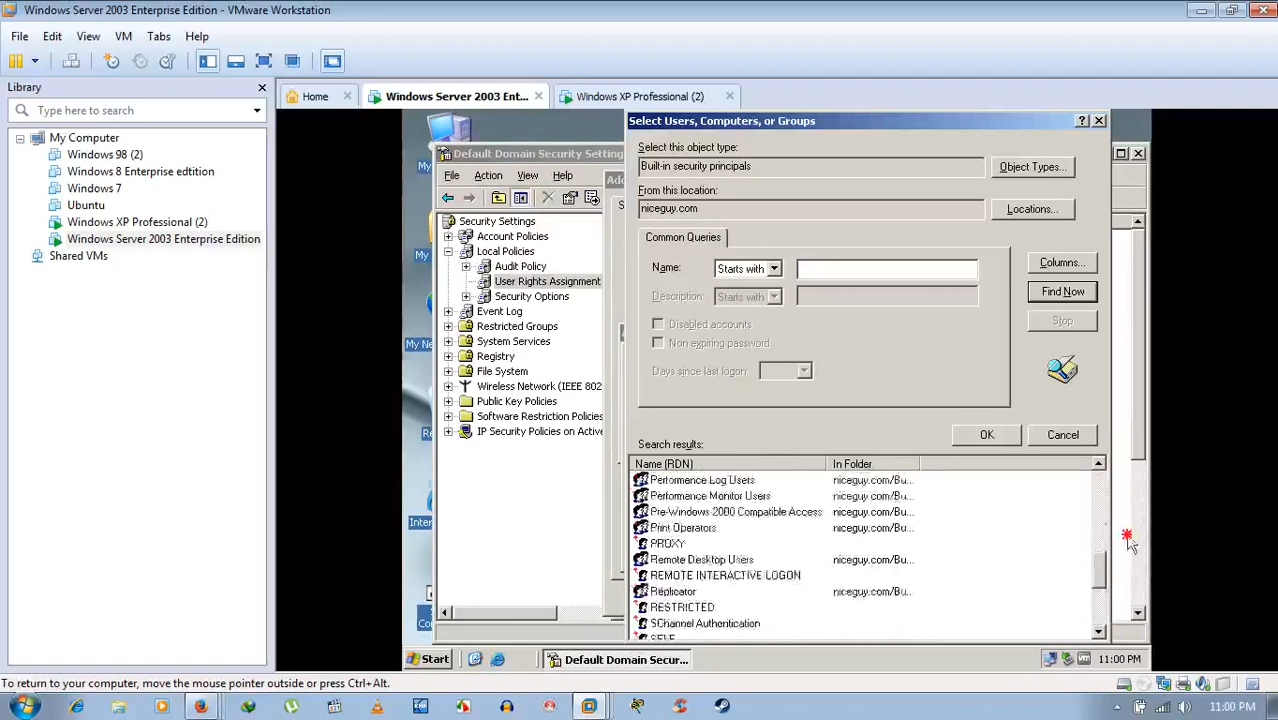 Windows Server 2003 Enterprise Edition - VMware Workstation
File Edit View VM Tabs Help
Library
Type here to search
My Computer
Windows 98 (2)
Windows 8 Enterprise edtition
Windows 7
Ubuntu
Windows XP Professional (2)
Windows Server 2003 Enterprise Edition
Shared VMs
Home
Windows Server 2003 Ent...
Windows XP Professional (2)
Default Domain Security Setting
File Action View Help
Security Settings
Account Policies
Local Policies
Audit Policy
User Rights Assignment
Security Options
Event Log
Restricted Groups
System Services
Registry
File System
Wireless Network (IEEE 802
Public Key Policies
Software Restriction Policies
IP Security Policies on Active
Select Users, Computers, or Groups
Select this object type:
Built-in security principals
Object Types...
From this location:
niceguy.com
Locations...
Common Queries
Name: Starts with
Description: Starts with
Disabled accounts
Non expiring password
Days since last logon:
Columns...
Find Now
Stop
OK
Cancel
Search results:
Name (RDN) In Folder
Performance Log Users niceguy.com/Bu...
Performance Monitor Users niceguy.com/Bu...
Pre-Windows 2000 Compatible Access niceguy.com/Bu...
Print Operators niceguy.com/Bu...
PROXY
Remote Desktop Users niceguy.com/Bu...
REMOTE INTERACTIVE LOGON
Replicator niceguy.com/Bu...
RESTRICTED
SChannel Authentication
SELF
Start
Default Domain Secur...
11:00 PM
To return to your computer, move the mouse pointer outside or press Ctrl+Alt.
11:00 PM